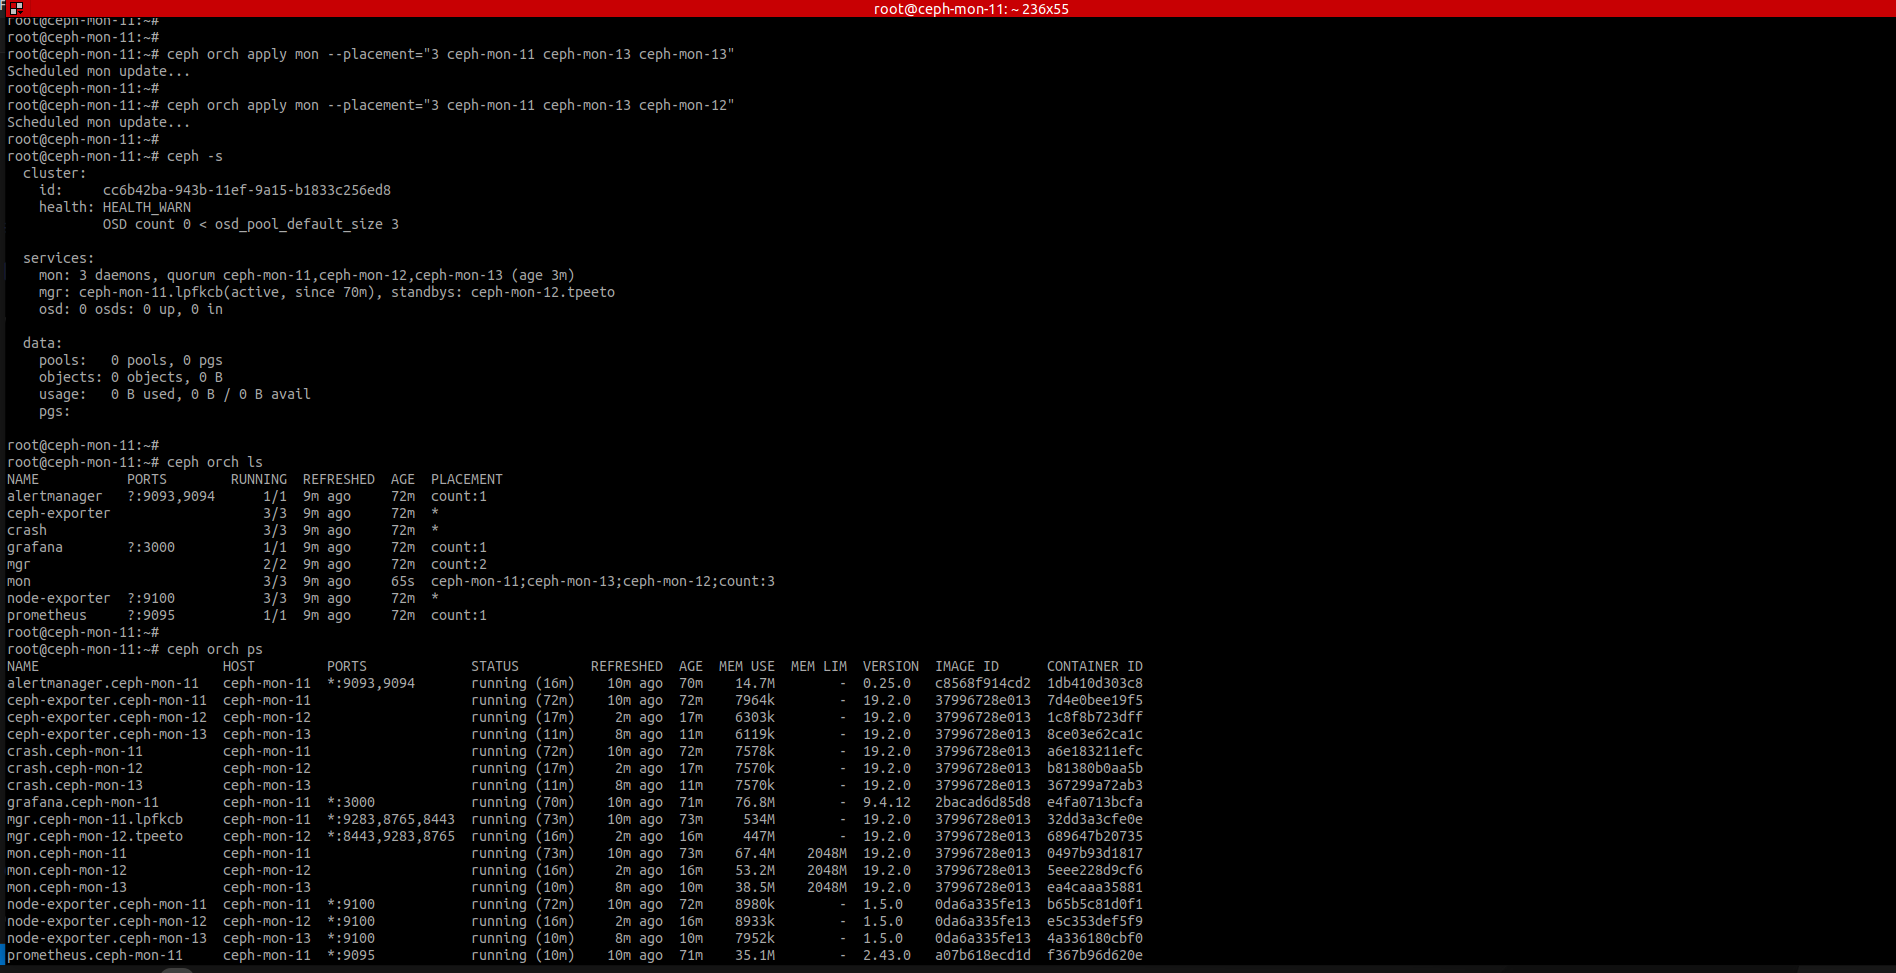 root@ceph-mon-11: ~ 236x55
root@ceph-mon-11:~#
root@ceph-mon-11:~#
root@ceph-mon-11:~# ceph orch apply mon --placement="3 ceph-mon-11 ceph-mon-13 ceph-mon-13"
Scheduled mon update...
root@ceph-mon-11:~#
root@ceph-mon-11:~# ceph orch apply mon --placement="3 ceph-mon-11 ceph-mon-13 ceph-mon-12"
Scheduled mon update...
root@ceph-mon-11:~#
root@ceph-mon-11:~# ceph -s
  cluster:
    id:     cc6b42ba-943b-11ef-9a15-b1833c256ed8
    health: HEALTH_WARN
            OSD count 0 < osd_pool_default_size 3

  services:
    mon: 3 daemons, quorum ceph-mon-11,ceph-mon-12,ceph-mon-13 (age 3m)
    mgr: ceph-mon-11.lpfkcb(active, since 70m), standbys: ceph-mon-12.tpeeto
    osd: 0 osds: 0 up, 0 in

  data:
    pools:   0 pools, 0 pgs
    objects: 0 objects, 0 B
    usage:   0 B used, 0 B / 0 B avail
    pgs:

root@ceph-mon-11:~#
root@ceph-mon-11:~# ceph orch ls
NAME           PORTS        RUNNING  REFRESHED  AGE  PLACEMENT
alertmanager   ?:9093,9094      1/1  9m ago     72m  count:1
ceph-exporter                   3/3  9m ago     72m  *
crash                           3/3  9m ago     72m  *
grafana        ?:3000           1/1  9m ago     72m  count:1
mgr                             2/2  9m ago     72m  count:2
mon                             3/3  9m ago     65s  ceph-mon-11;ceph-mon-13;ceph-mon-12;count:3
node-exporter  ?:9100           3/3  9m ago     72m  *
prometheus     ?:9095           1/1  9m ago     72m  count:1
root@ceph-mon-11:~#
root@ceph-mon-11:~# ceph orch ps
NAME                       HOST         PORTS             STATUS         REFRESHED  AGE  MEM USE  MEM LIM  VERSION  IMAGE ID      CONTAINER ID
alertmanager.ceph-mon-11   ceph-mon-11  *:9093,9094       running (16m)    10m ago  70m    14.7M        -  0.25.0   c8568f914cd2  1db410d303c8
ceph-exporter.ceph-mon-11  ceph-mon-11                    running (72m)    10m ago  72m    7964k        -  19.2.0   37996728e013  7d4e0bee19f5
ceph-exporter.ceph-mon-12  ceph-mon-12                    running (17m)     2m ago  17m    6303k        -  19.2.0   37996728e013  1c8f8b723dff
ceph-exporter.ceph-mon-13  ceph-mon-13                    running (11m)     8m ago  11m    6119k        -  19.2.0   37996728e013  8ce03e62ca1c
crash.ceph-mon-11          ceph-mon-11                    running (72m)    10m ago  72m    7578k        -  19.2.0   37996728e013  a6e183211efc
crash.ceph-mon-12          ceph-mon-12                    running (17m)     2m ago  17m    7570k        -  19.2.0   37996728e013  b81380b0aa5b
crash.ceph-mon-13          ceph-mon-13                    running (11m)     8m ago  11m    7570k        -  19.2.0   37996728e013  367299a72ab3
grafana.ceph-mon-11        ceph-mon-11  *:3000            running (70m)    10m ago  71m    76.8M        -  9.4.12   2bacad6d85d8  e4fa0713bcfa
mgr.ceph-mon-11.lpfkcb     ceph-mon-11  *:9283,8765,8443  running (73m)    10m ago  73m     534M        -  19.2.0   37996728e013  32dd3a3cfe0e
mgr.ceph-mon-12.tpeeto     ceph-mon-12  *:8443,9283,8765  running (16m)     2m ago  16m     447M        -  19.2.0   37996728e013  689647b20735
mon.ceph-mon-11            ceph-mon-11                    running (73m)    10m ago  73m    67.4M    2048M  19.2.0   37996728e013  0497b93d1817
mon.ceph-mon-12            ceph-mon-12                    running (16m)     2m ago  16m    53.2M    2048M  19.2.0   37996728e013  5eee228d9cf6
mon.ceph-mon-13            ceph-mon-13                    running (10m)     8m ago  10m    38.5M    2048M  19.2.0   37996728e013  ea4caaa35881
node-exporter.ceph-mon-11  ceph-mon-11  *:9100            running (72m)    10m ago  72m    8980k        -  1.5.0    0da6a335fe13  b65b5c81d0f1
node-exporter.ceph-mon-12  ceph-mon-12  *:9100            running (16m)     2m ago  16m    8933k        -  1.5.0    0da6a335fe13  e5c353def5f9
node-exporter.ceph-mon-13  ceph-mon-13  *:9100            running (10m)     8m ago  10m    7952k        -  1.5.0    0da6a335fe13  4a336180cbf0
prometheus.ceph-mon-11     ceph-mon-11  *:9095            running (10m)    10m ago  71m    35.1M        -  2.43.0   a07b618ecd1d  f367b96d620e